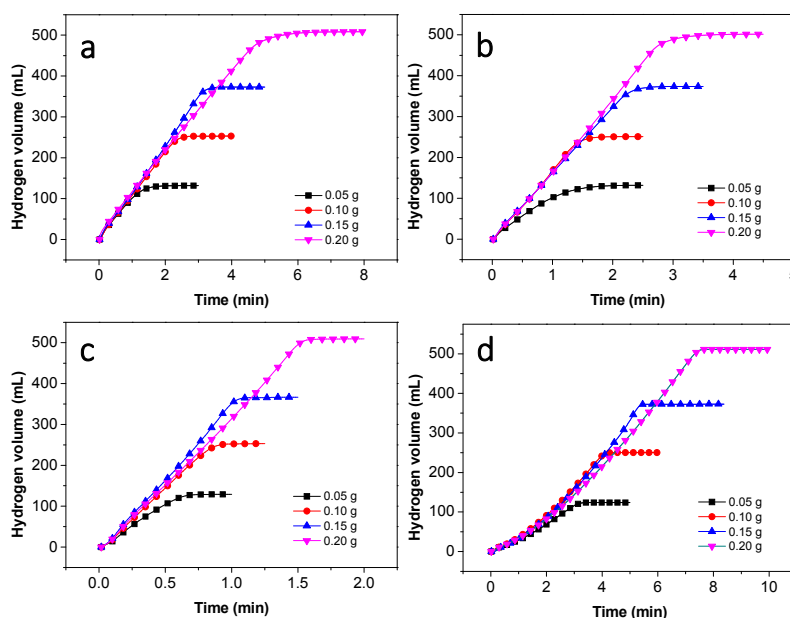 a
Hydrogen volume (mL)
500
400
300
200
100
0
0.05 g
0.10 g
0.15 g
0.20 g
0 2 4 6 8
Time (min)
b
Hydrogen volume (mL)
500
400
300
200
100
0
0.05 g
0.10 g
0.15 g
0.20 g
0 1 2 3 4
Time (min)
c
Hydrogen volume (mL)
500
400
300
200
100
0
0.05 g
0.10 g
0.15 g
0.20 g
0.0 0.5 1.0 1.5 2.0
Time (min)
d
Hydrogen volume (mL)
500
400
300
200
100
0
0.05 g
0.10 g
0.15 g
0.20 g
0 2 4 6 8 10
Time (min)